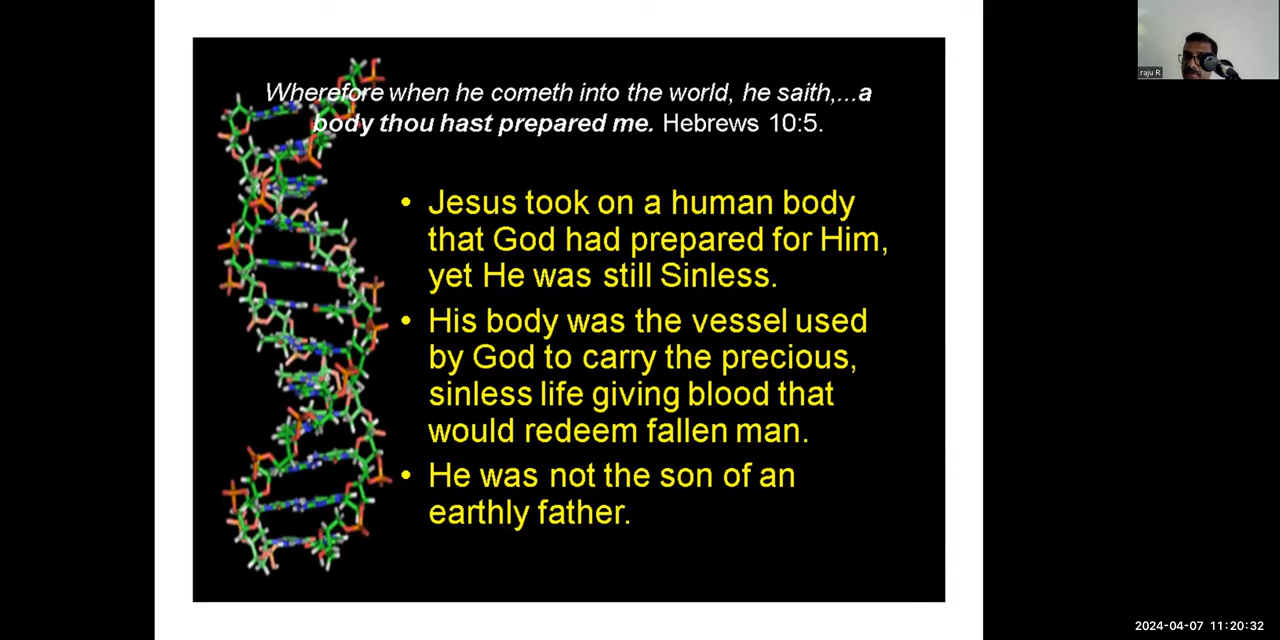 raju R
Wherefore when he cometh into the world, he saith,...a
body thou hast prepared me. Hebrews 10:5.
• Jesus took on a human body
that God had prepared for Him,
yet He was still Sinless.
• His body was the vessel used
by God to carry the precious,
sinless life giving blood that
would redeem fallen man.
• He was not the son of an
earthly father.
2024-04-07 11:20:32